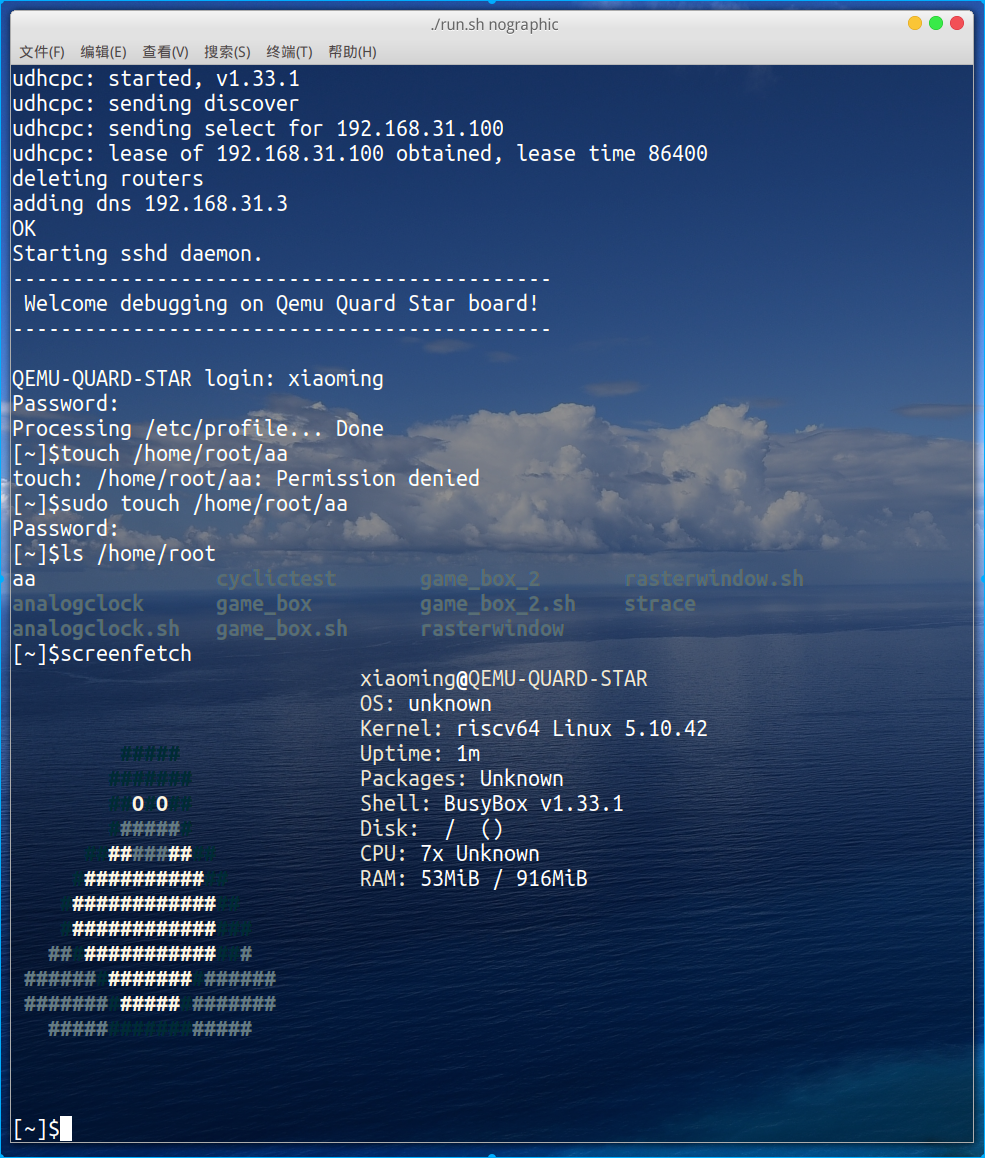 ./run.sh nographic
文件(F) 编辑(E) 查看(V) 搜索(S) 终端(T) 帮助(H)
udhcpc: started, v1.33.1
udhcpc: sending discover
udhcpc: sending select for 192.168.31.100
udhcpc: lease of 192.168.31.100 obtained, lease time 86400
deleting routers
adding dns 192.168.31.3
OK
Starting sshd daemon.
---------------------------------------------
 Welcome debugging on Qemu Quard Star board!
---------------------------------------------
QEMU-QUARD-STAR login: xiaoming
Password:
Processing /etc/profile... Done
[~]$touch /home/root/aa
touch: /home/root/aa: Permission denied
[~]$sudo touch /home/root/aa
Password:
[~]$ls /home/root
aa               cyclictest       game_box_2       rasterwindow.sh
analogclock      game_box         game_box_2.sh    strace
analogclock.sh   game_box.sh      rasterwindow
[~]$screenfetch
                             xiaoming@QEMU-QUARD-STAR
                             OS: unknown
                             Kernel: riscv64 Linux 5.10.42
         #####               Uptime: 1m
        #######              Packages: Unknown
        ##O#O##              Shell: BusyBox v1.33.1
        #######              Disk:  /  ()
      ###########            CPU: 7x Unknown
     #############           RAM: 53MiB / 916MiB
    ###############
    ################
   #################
 #####################
 #####################
   #################
[~]$